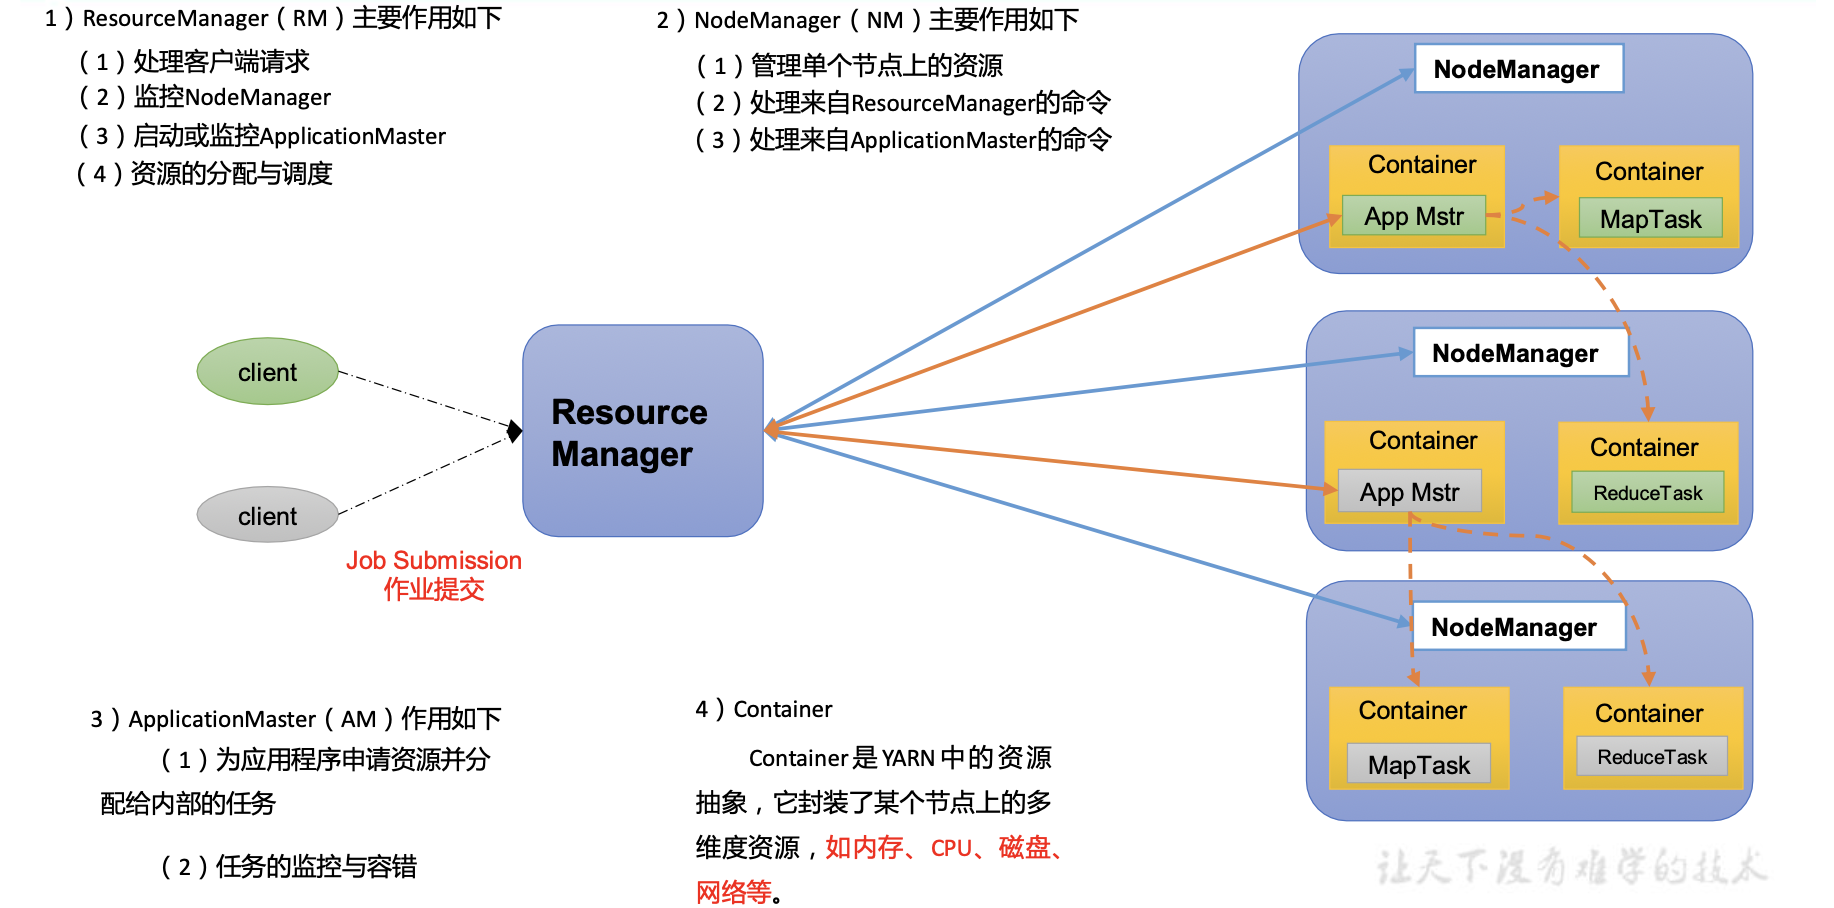 1）ResourceManager（RM）主要作用如下
（1）处理客户端请求
（2）监控NodeManager
（3）启动或监控ApplicationMaster
（4）资源的分配与调度
2）NodeManager（NM）主要作用如下
（1）管理单个节点上的资源
（2）处理来自ResourceManager的命令
（3）处理来自ApplicationMaster的命令
client
client
Job Submission
作业提交
Resource
Manager
NodeManager
Container
App Mstr
Container
MapTask
NodeManager
Container
App Mstr
Container
ReduceTask
NodeManager
Container
MapTask
Container
ReduceTask
3）ApplicationMaster（AM）作用如下
（1）为应用程序申请资源并分
配给内部的任务
（2）任务的监控与容错
4）Container
Container是YARN中的资源
抽象，它封装了某个节点上的多
维度资源，如内存、CPU、磁盘、
网络等。
让天下没有难学的技术